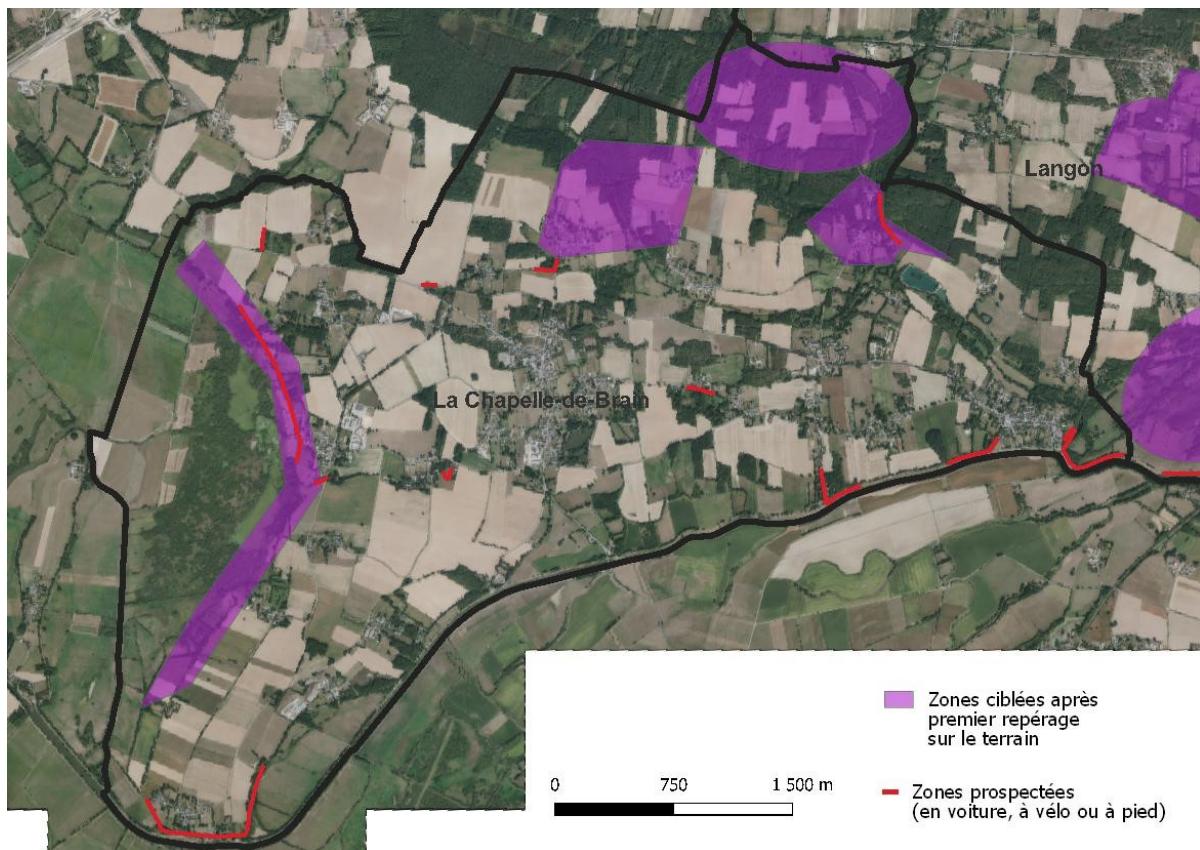 Langon
La Chapelle-de-Brain
Zones ciblées après
premier repérage
sur le terrain
0 750 1 500 m
Zones prospectées
(en voiture, à vélo ou à pied)